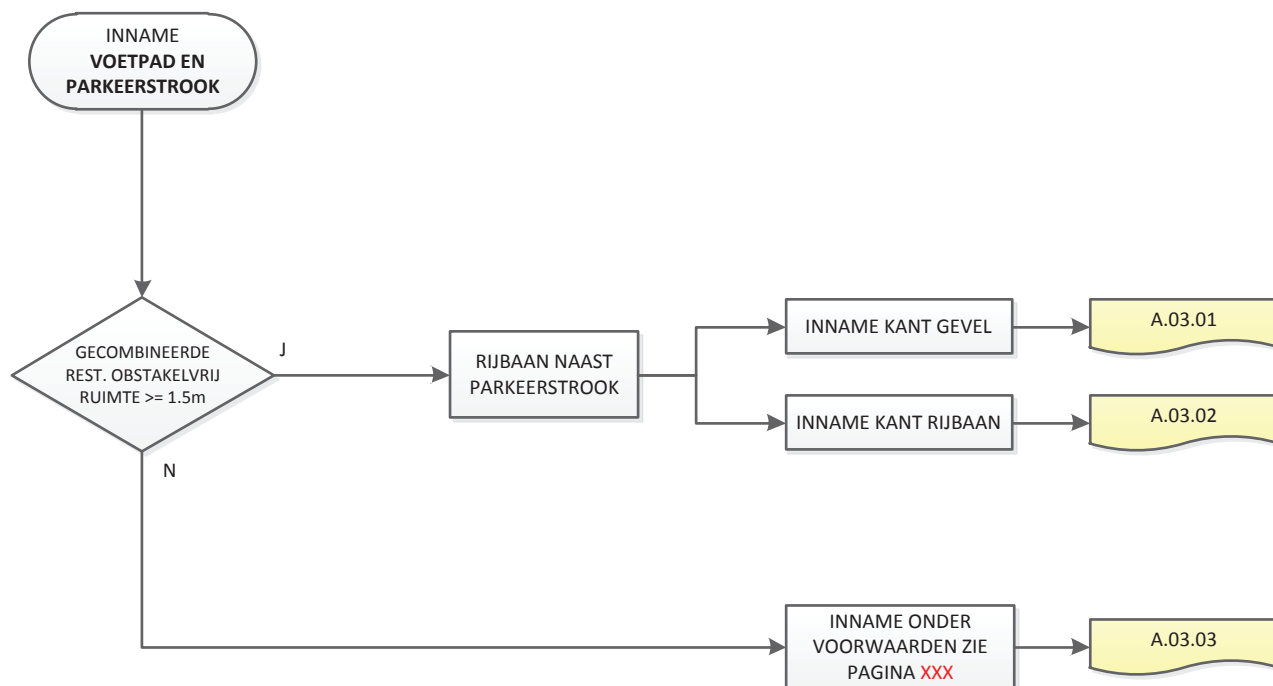 INNAME
VOETPAD EN
PARKEERSTROOK
GECOMBINEERDE
REST. OBSTAKELVRIJ
RUIMTE >= 1.5m
J
N
RIJBAAN NAAST
PARKEERSTROOK
INNAME KANT GEVEL
A.03.01
INNAME KANT RIJBAAN
A.03.02
INNAME ONDER
VOORWAARDEN ZIE
PAGINA XXX
A.03.03